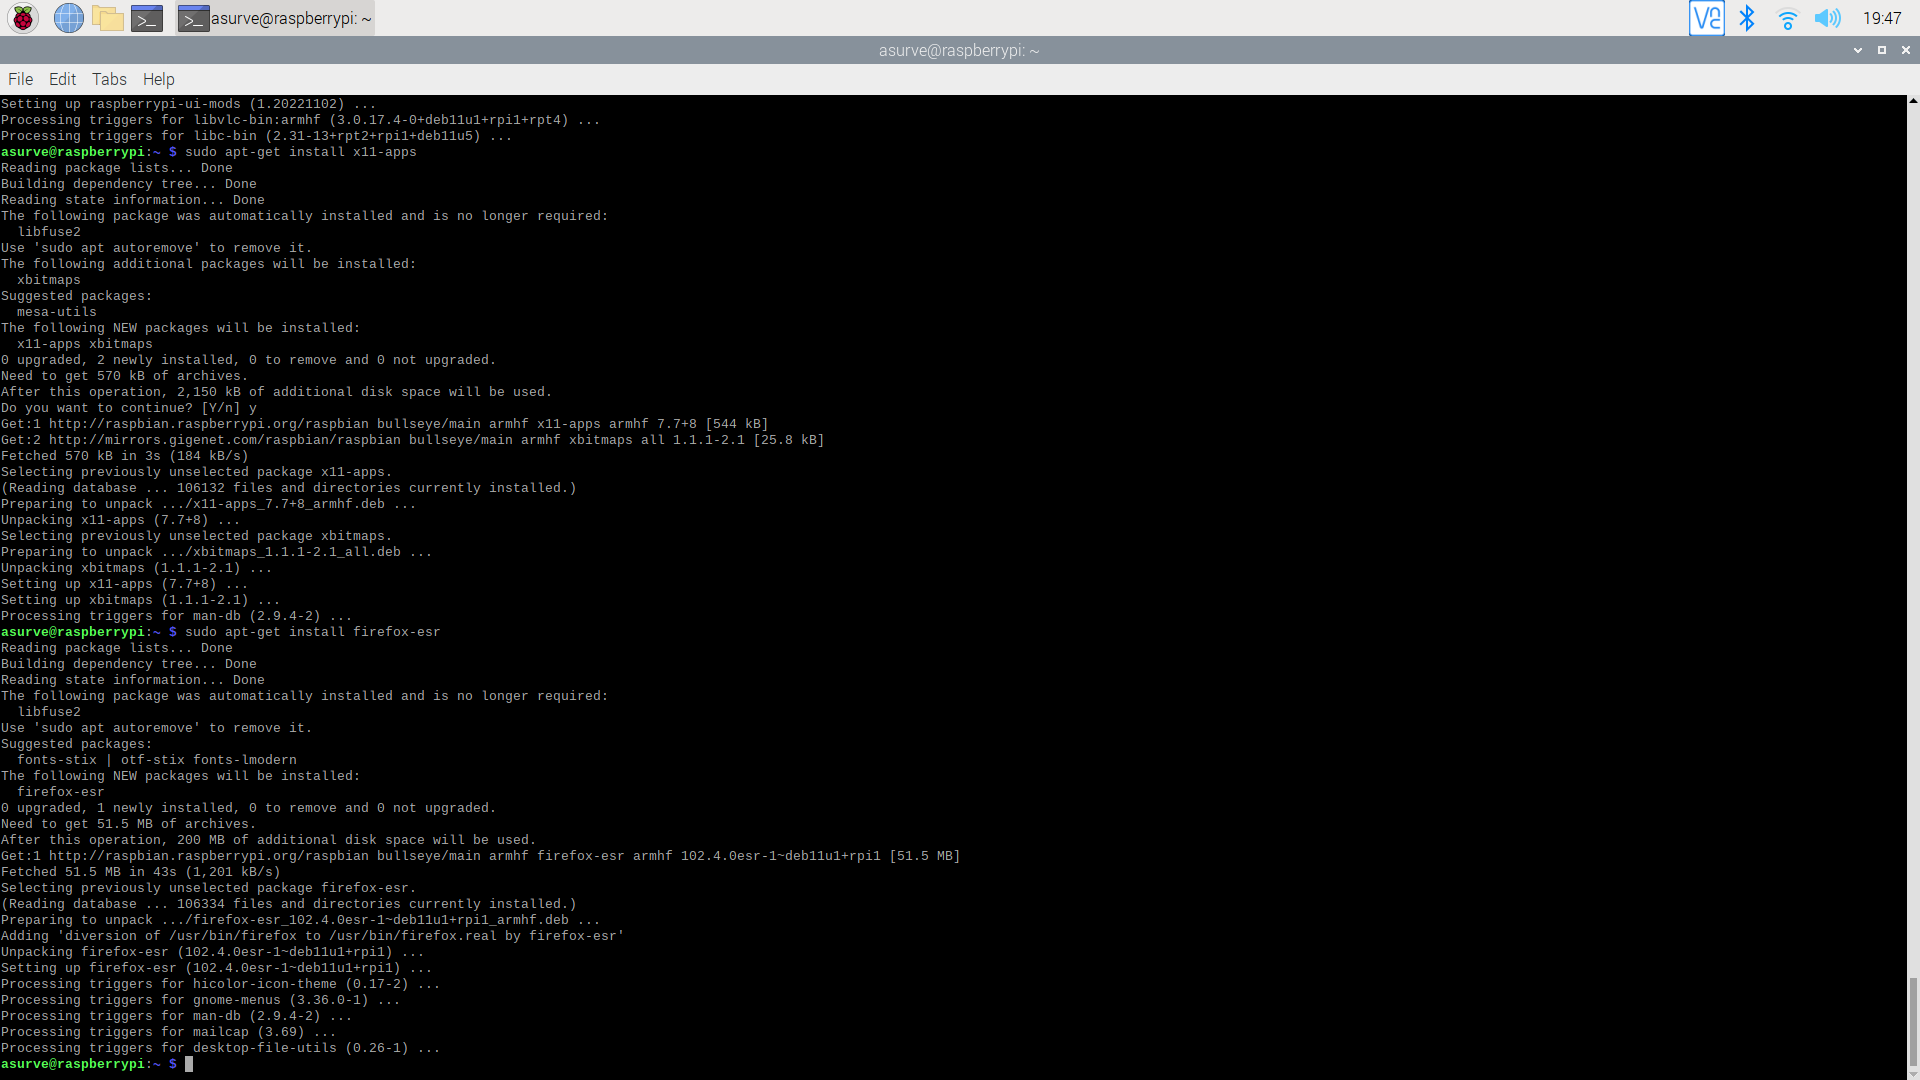 asurve@raspberrypi: ~
19:47
asurve@raspberrypi: ~
File Edit Tabs Help
Setting up raspberrypi-ui-mods (1.20221102) ...
Processing triggers for libvlc-bin:armhf (3.0.17.4-0+deb11u1+rpi1+rpt4) ...
Processing triggers for libc-bin (2.31-13+rpt2+rpi1+deb11u5) ...
asurve@raspberrypi:~ $ sudo apt-get install x11-apps
Reading package lists... Done
Building dependency tree... Done
Reading state information... Done
The following package was automatically installed and is no longer required:
  libfuse2
Use 'sudo apt autoremove' to remove it.
The following additional packages will be installed:
  xbitmaps
Suggested packages:
  mesa-utils
The following NEW packages will be installed:
  x11-apps xbitmaps
0 upgraded, 2 newly installed, 0 to remove and 0 not upgraded.
Need to get 570 kB of archives.
After this operation, 2,150 kB of additional disk space will be used.
Do you want to continue? [Y/n] y
Get:1 http://raspbian.raspberrypi.org/raspbian bullseye/main armhf x11-apps armhf 7.7+8 [544 kB]
Get:2 http://mirrors.gigenet.com/raspbian/raspbian bullseye/main armhf xbitmaps all 1.1.1-2.1 [25.8 kB]
Fetched 570 kB in 3s (184 kB/s)
Selecting previously unselected package x11-apps.
(Reading database ... 106132 files and directories currently installed.)
Preparing to unpack .../x11-apps_7.7+8_armhf.deb ...
Unpacking x11-apps (7.7+8) ...
Selecting previously unselected package xbitmaps.
Preparing to unpack .../xbitmaps_1.1.1-2.1_all.deb ...
Unpacking xbitmaps (1.1.1-2.1) ...
Setting up x11-apps (7.7+8) ...
Setting up xbitmaps (1.1.1-2.1) ...
Processing triggers for man-db (2.9.4-2) ...
asurve@raspberrypi:~ $ sudo apt-get install firefox-esr
Reading package lists... Done
Building dependency tree... Done
Reading state information... Done
The following package was automatically installed and is no longer required:
  libfuse2
Use 'sudo apt autoremove' to remove it.
Suggested packages:
  fonts-stix | otf-stix fonts-lmodern
The following NEW packages will be installed:
  firefox-esr
0 upgraded, 1 newly installed, 0 to remove and 0 not upgraded.
Need to get 51.5 MB of archives.
After this operation, 200 MB of additional disk space will be used.
Get:1 http://raspbian.raspberrypi.org/raspbian bullseye/main armhf firefox-esr armhf 102.4.0esr-1~deb11u1+rpi1 [51.5 MB]
Fetched 51.5 MB in 43s (1,201 kB/s)
Selecting previously unselected package firefox-esr.
(Reading database ... 106334 files and directories currently installed.)
Preparing to unpack .../firefox-esr_102.4.0esr-1~deb11u1+rpi1_armhf.deb ...
Adding 'diversion of /usr/bin/firefox to /usr/bin/firefox.real by firefox-esr'
Unpacking firefox-esr (102.4.0esr-1~deb11u1+rpi1) ...
Setting up firefox-esr (102.4.0esr-1~deb11u1+rpi1) ...
Processing triggers for hicolor-icon-theme (0.17-2) ...
Processing triggers for gnome-menus (3.36.0-1) ...
Processing triggers for man-db (2.9.4-2) ...
Processing triggers for mailcap (3.69) ...
Processing triggers for desktop-file-utils (0.26-1) ...
asurve@raspberrypi:~ $